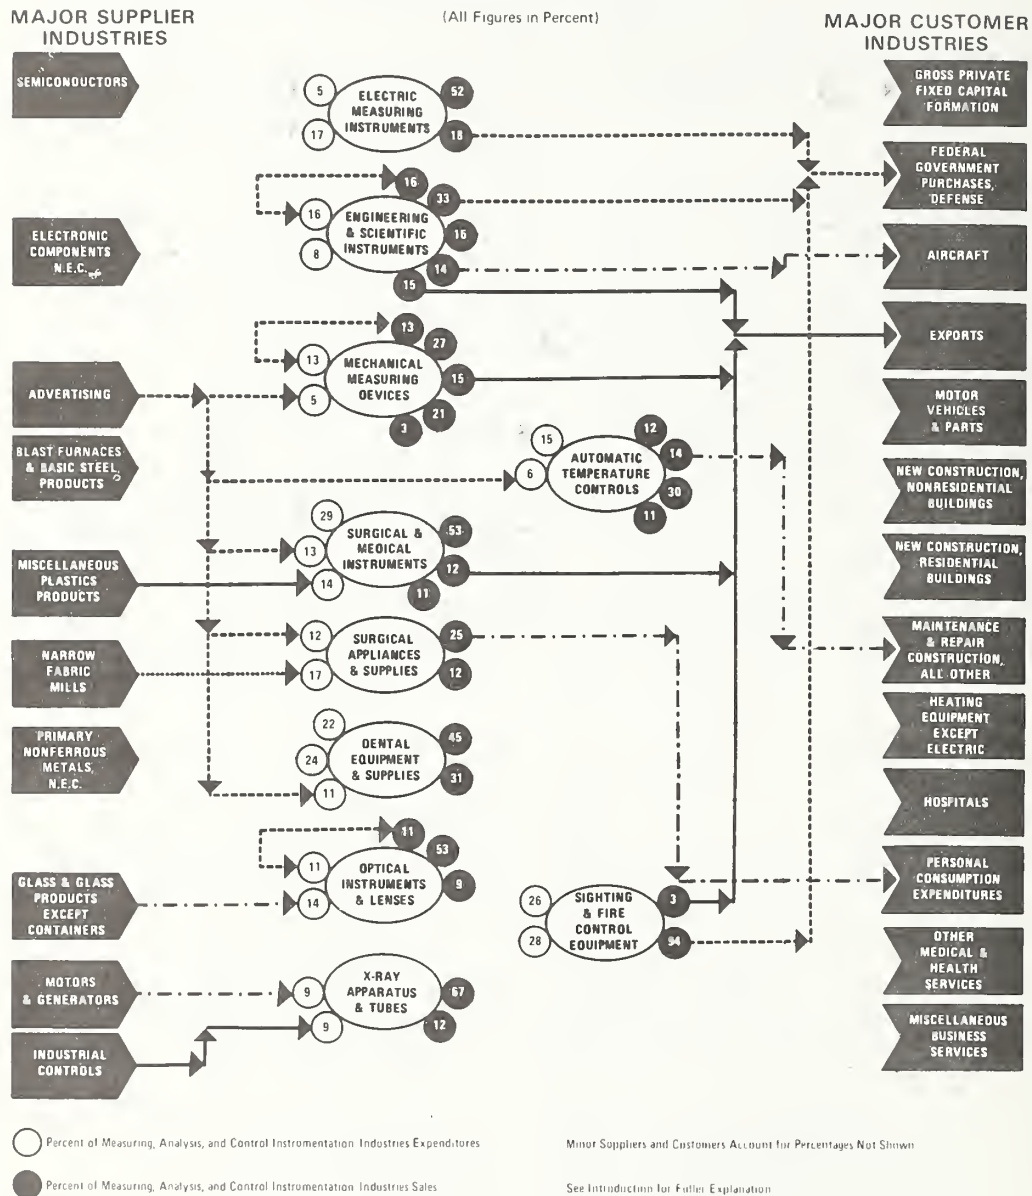 MAJOR SUPPLIER
INDUSTRIES
(All Figures in Percent)
MAJOR CUSTOMER
INDUSTRIES
SEMICONDUCTORS
ELECTRONIC
COMPONENTS
N.E.C.
ADVERTISING
BLAST FURNACES
& BASIC STEEL
PRODUCTS
MISCELLANEOUS
PLASTICS
PRODUCTS
NARROW
FABRIC
MILLS
PRIMARY
NONFERROUS
METALS,
N.E.C.
GLASS & GLASS
PRODUCTS
EXCEPT
CONTAINERS
MOTORS
& GENERATORS
INDUSTRIAL
CONTROLS
5
17
ELECTRIC
MEASURING
INSTRUMENTS
52
18
16
16
8
ENGINEERING
& SCIENTIFIC
INSTRUMENTS
33
16
14
15
13
13
5
MECHANICAL
MEASURING
DEVICES
27
15
21
3
15
6
AUTOMATIC
TEMPERATURE
CONTROLS
12
14
30
11
29
13
14
SURGICAL &
MEDICAL
INSTRUMENTS
53
12
11
12
17
SURGICAL
APPLIANCES
& SUPPLIES
25
12
22
24
11
DENTAL
EQUIPMENT
& SUPPLIES
45
31
11
11
14
OPTICAL
INSTRUMENTS
& LENSES
53
9
26
28
SIGHTING
& FIRE
CONTROL
EQUIPMENT
3
94
9
9
X-RAY
APPARATUS
& TUBES
67
12
GROSS PRIVATE
FIXED CAPITAL
FORMATION
FEDERAL
GOVERNMENT
PURCHASES,
DEFENSE
AIRCRAFT
EXPORTS
MOTOR
VEHICLES
& PARTS
NEW CONSTRUCTION,
NONRESIDENTIAL
BUILDINGS
NEW CONSTRUCTION,
RESIDENTIAL
BUILDINGS
MAINTENANCE
& REPAIR
CONSTRUCTION,
ALL OTHER
HEATING
EQUIPMENT
EXCEPT
ELECTRIC
HOSPITALS
PERSONAL
CONSUMPTION
EXPENDITURES
OTHER
MEDICAL &
HEALTH
SERVICES
MISCELLANEOUS
BUSINESS
SERVICES
Percent of Measuring, Analysis, and Control Instromentation Industries Expenditures
Minor Suppliers and Customers Account for Percentages Not Shown
Percent of Measuring, Analysis, and Control Instromentation Industries Sales
See Introduction for Fuller Explanation